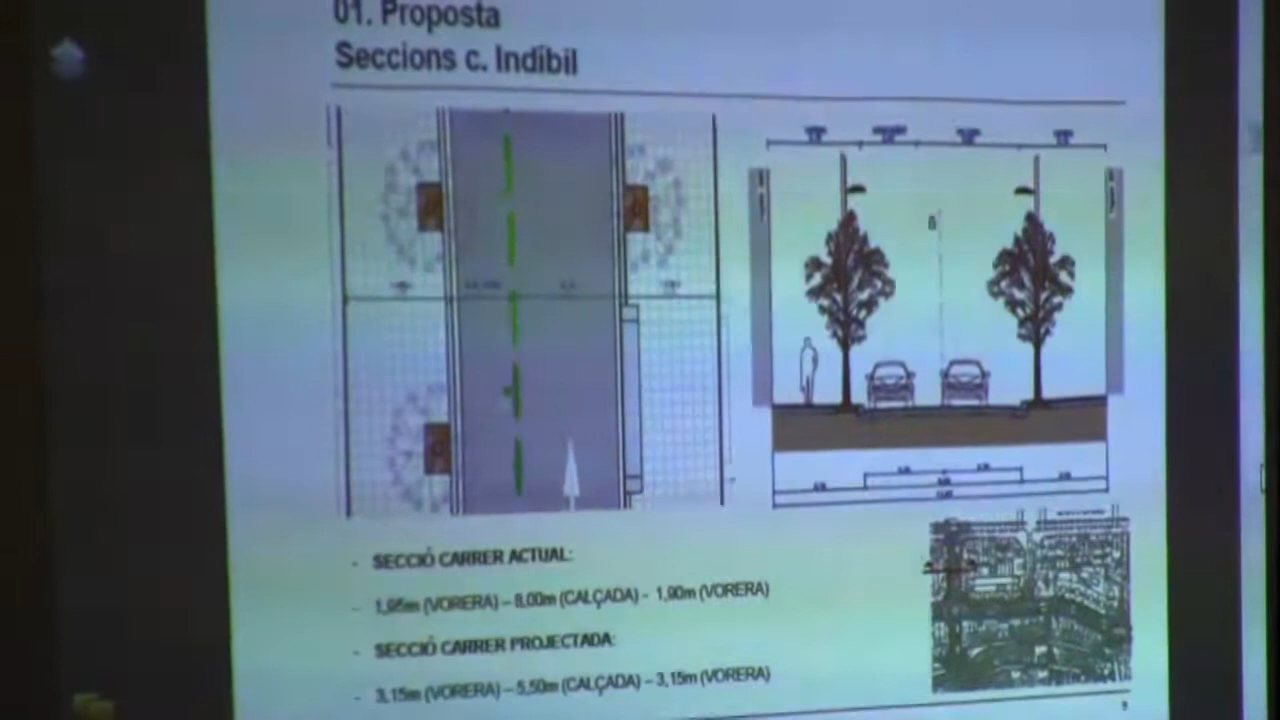 01. Proposta
Seccions c. Indíbil
- SECCIÓ CARRER ACTUAL:
- 1,95m (VORERA) – 8,00m (CALÇADA) - 1,90m (VORERA)
- SECCIÓ CARRER PROJECTADA:
- 3,15m (VORERA) – 5,50m (CALÇADA) – 3,15m (VORERA)